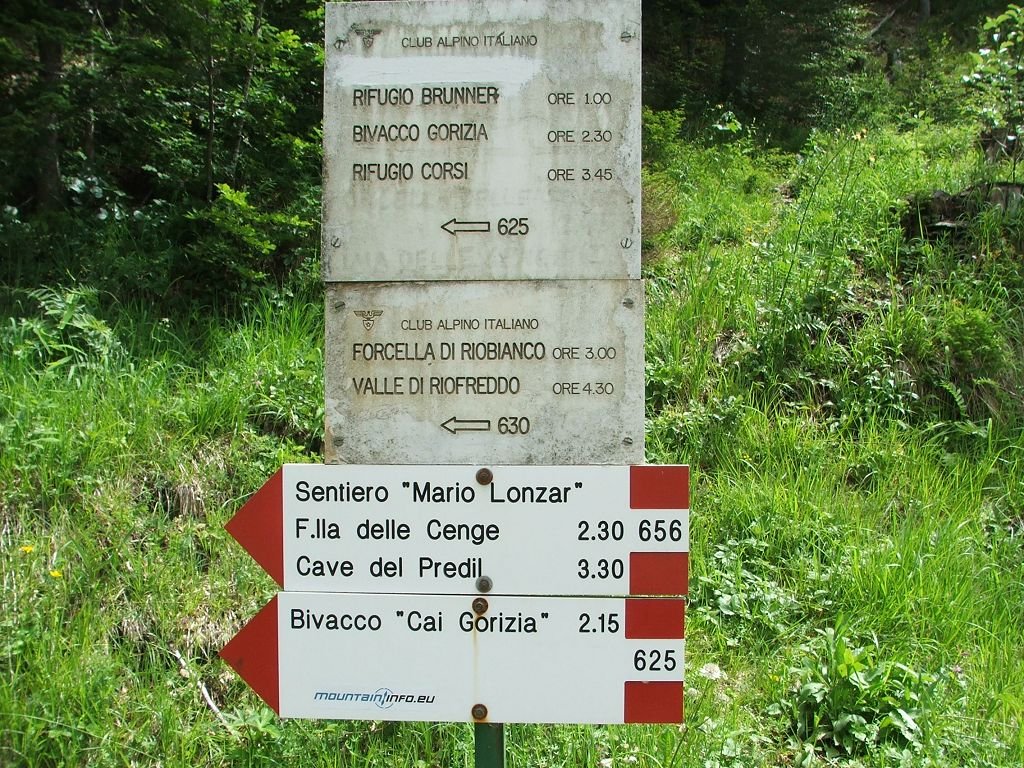 CLUB ALPINO ITALIANO
RIFUGIO BRUNNER ORE 1.00
BIVACCO GORIZIA ORE 2.30
RIFUGIO CORSI ORE 3.45
625
CLUB ALPINO ITALIANO
FORCELLA DI RIOBIANCO ORE 3.00
VALLE DI RIOFREDDO ORE 4.30
630
Sentiero "Mario Lonzar"
F.lla delle Cenge 2.30 656
Cave del Predil 3.30
Bivacco "Cai Gorizia" 2.15
625
mountaininfo.eu